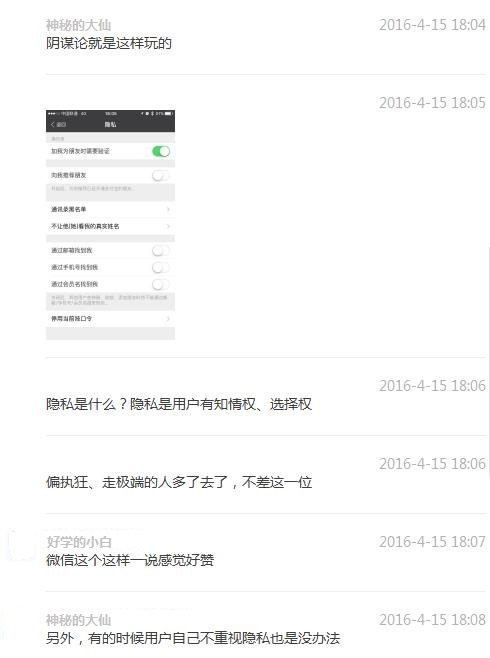 神秘的大仙 2016-4-15 18:04
阴谋论就是这样玩的
2016-4-15 18:05
中国联通 4G 18:05
返回 隐私
加我为朋友时需要验证
向我推荐朋友
通讯录黑名单
不让他(她)看我的真实姓名
通过邮箱找到我
通过手机号找到我
通过会员名找到我
停用当前独口令
2016-4-15 18:06
隐私是什么？隐私是用户有知情权、选择权
2016-4-15 18:06
偏执狂、走极端的人多了去了，不差这一位
好学的小白 2016-4-15 18:07
微信这个这样一说感觉好赞
神秘的大仙 2016-4-15 18:08
另外，有的时候用户自己不重视隐私也是没办法